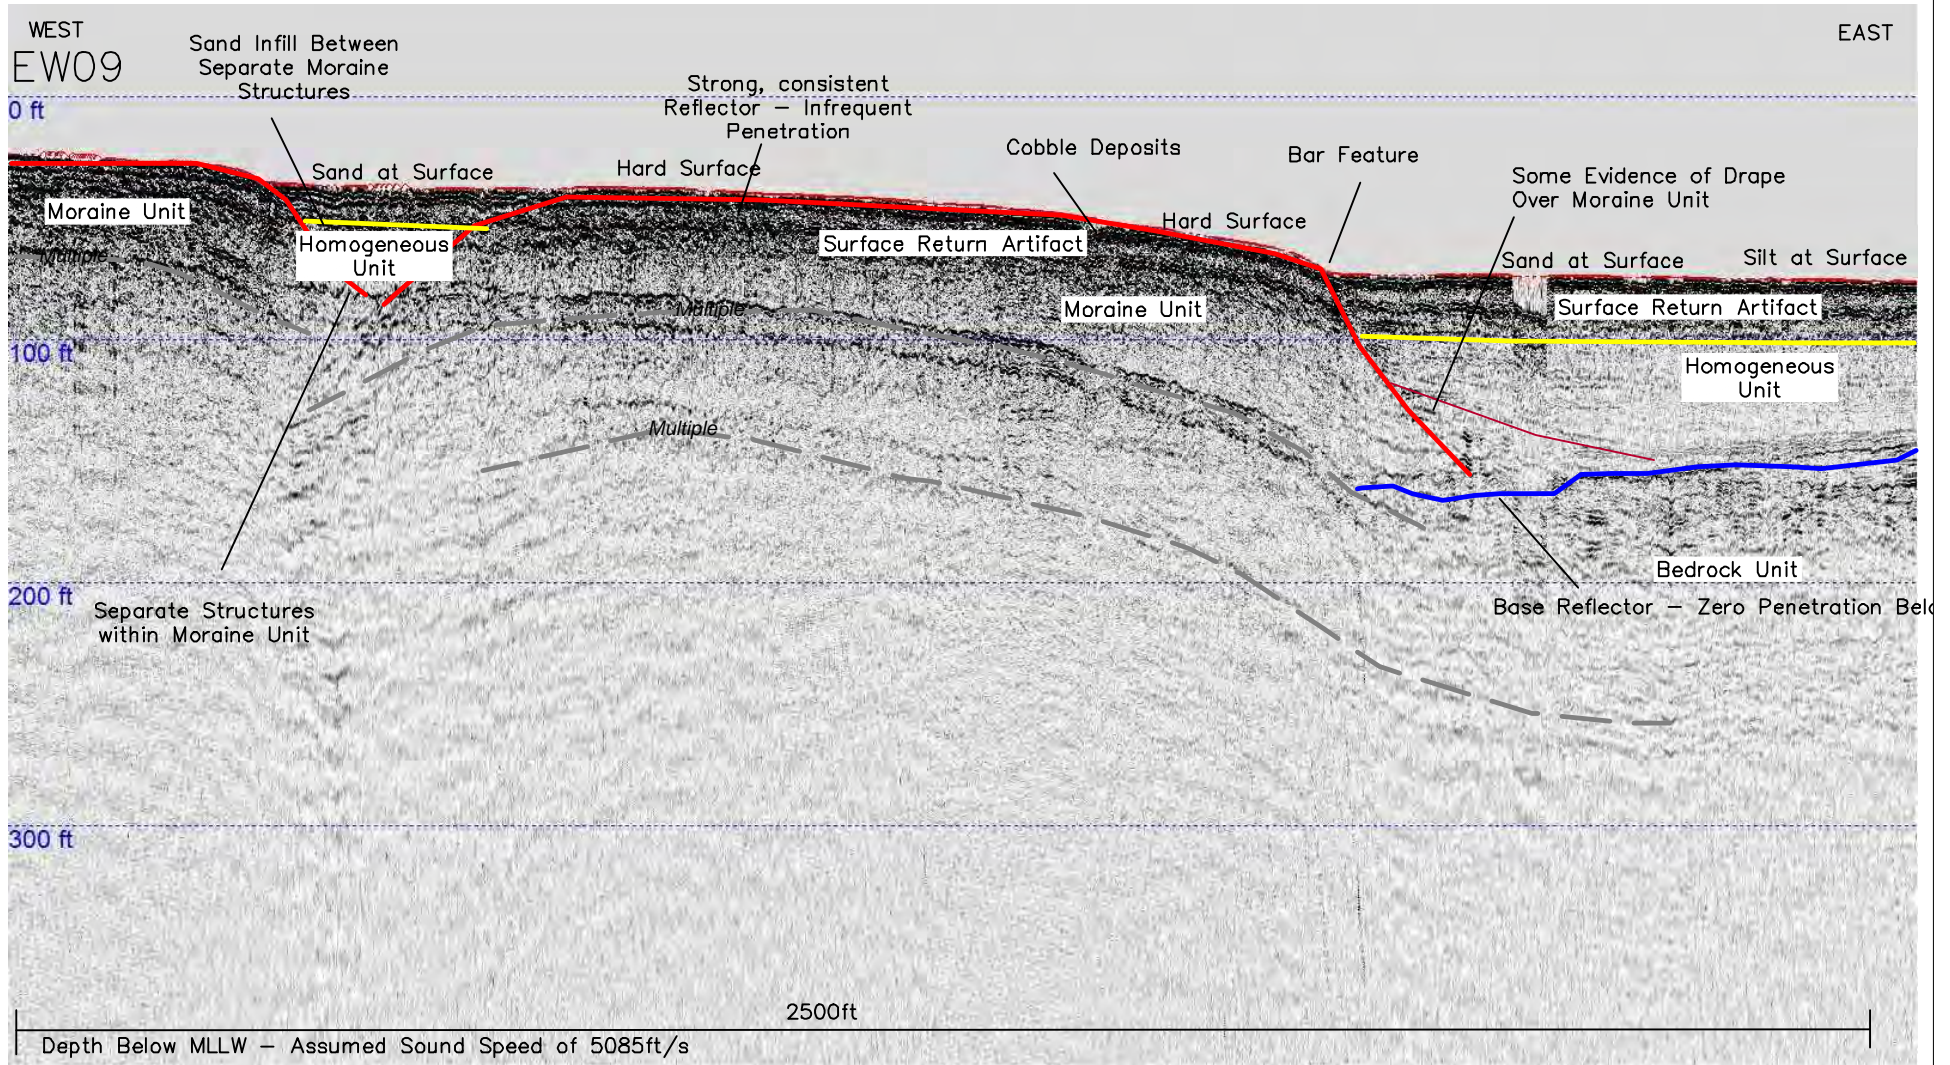 WEST
EAST
EW09
Sand Infill Between
Separate Moraine
Structures
Strong, consistent
Reflector – Infrequent
Penetration
0 ft
Cobble Deposits
Bar Feature
Sand at Surface
Hard Surface
Some Evidence of Drape
Over Moraine Unit
Moraine Unit
Hard Surface
Homogeneous
Unit
Surface Return Artifact
Multiple
Sand at Surface
Silt at Surface
Multiple
Moraine Unit
Surface Return Artifact
100 ft
Homogeneous
Unit
Multiple
Bedrock Unit
200 ft
Separate Structures
within Moraine Unit
Base Reflector – Zero Penetration Belo
300 ft
2500ft
Depth Below MLLW – Assumed Sound Speed of 5085ft/s